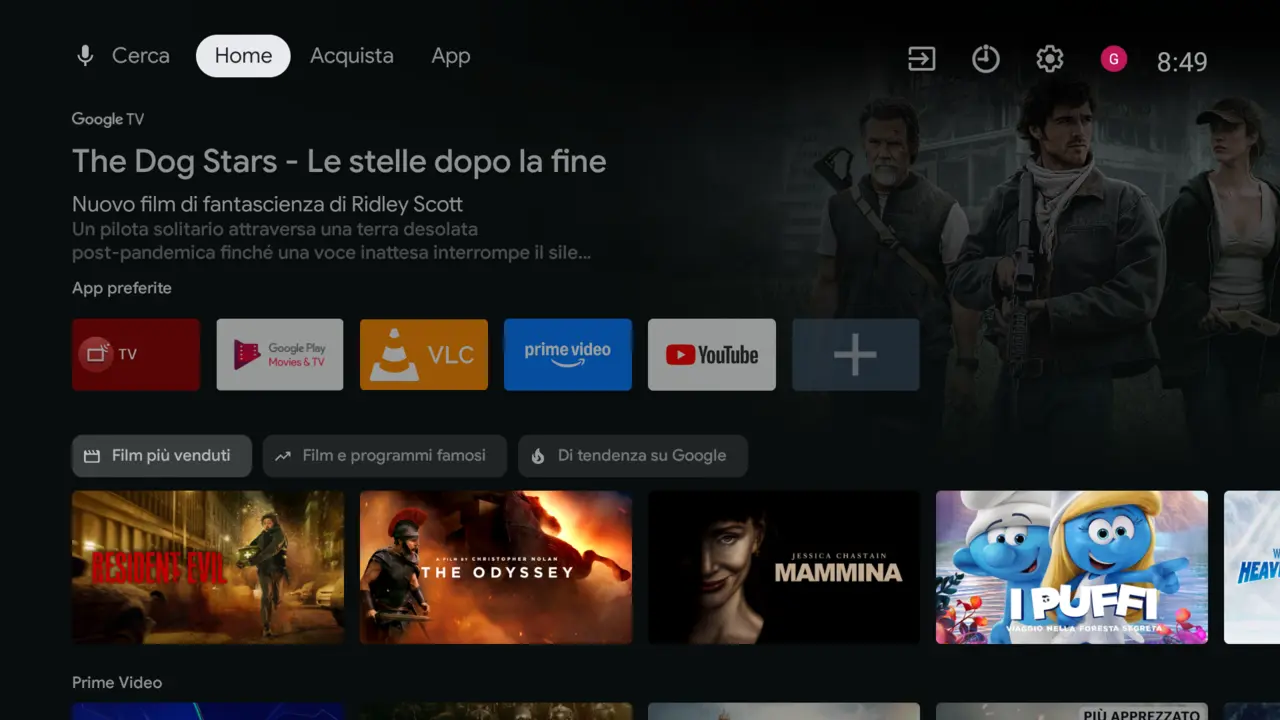 Cerca
Home
Acquista
App
G
8:49
Google TV
The Dog Stars - Le stelle dopo la fine
Nuovo film di fantascienza di Ridley Scott
Un pilota solitario attraversa una terra desolata
post-pandemica finché una voce inattesa interrompe il sile...
App preferite
TV
Google Play
Movies & TV
VLC
prime video
YouTube
Film più venduti
Film e programmi famosi
Di tendenza su Google
RESIDENT EVIL
A FILM BY CHRISTOPHER NOLAN
THE ODYSSEY
JESSICA CHASTAIN
MAMMINA
I PUFFI
VIAGGIO NELLA FORESTA SEGRETA
Prime Video
PIÙ APPREZZATO